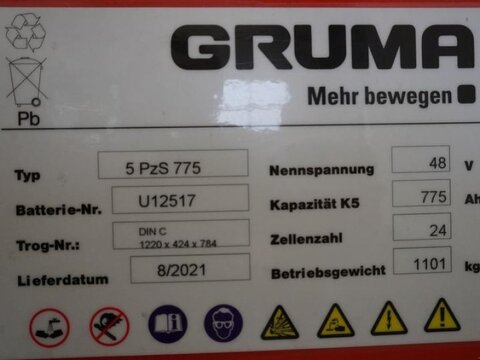 GRUMA
Mehr bewegen
Pb
Typ 5 PzS 775 Nennspannung 48 V
Batterie-Nr. U12517 Kapazität K5 775 Ah
Trog-Nr.: DIN C
1220 x 424 x 784 Zellenzahl 24
Lieferdatum 8/2021 Betriebsgewicht 1101 kg